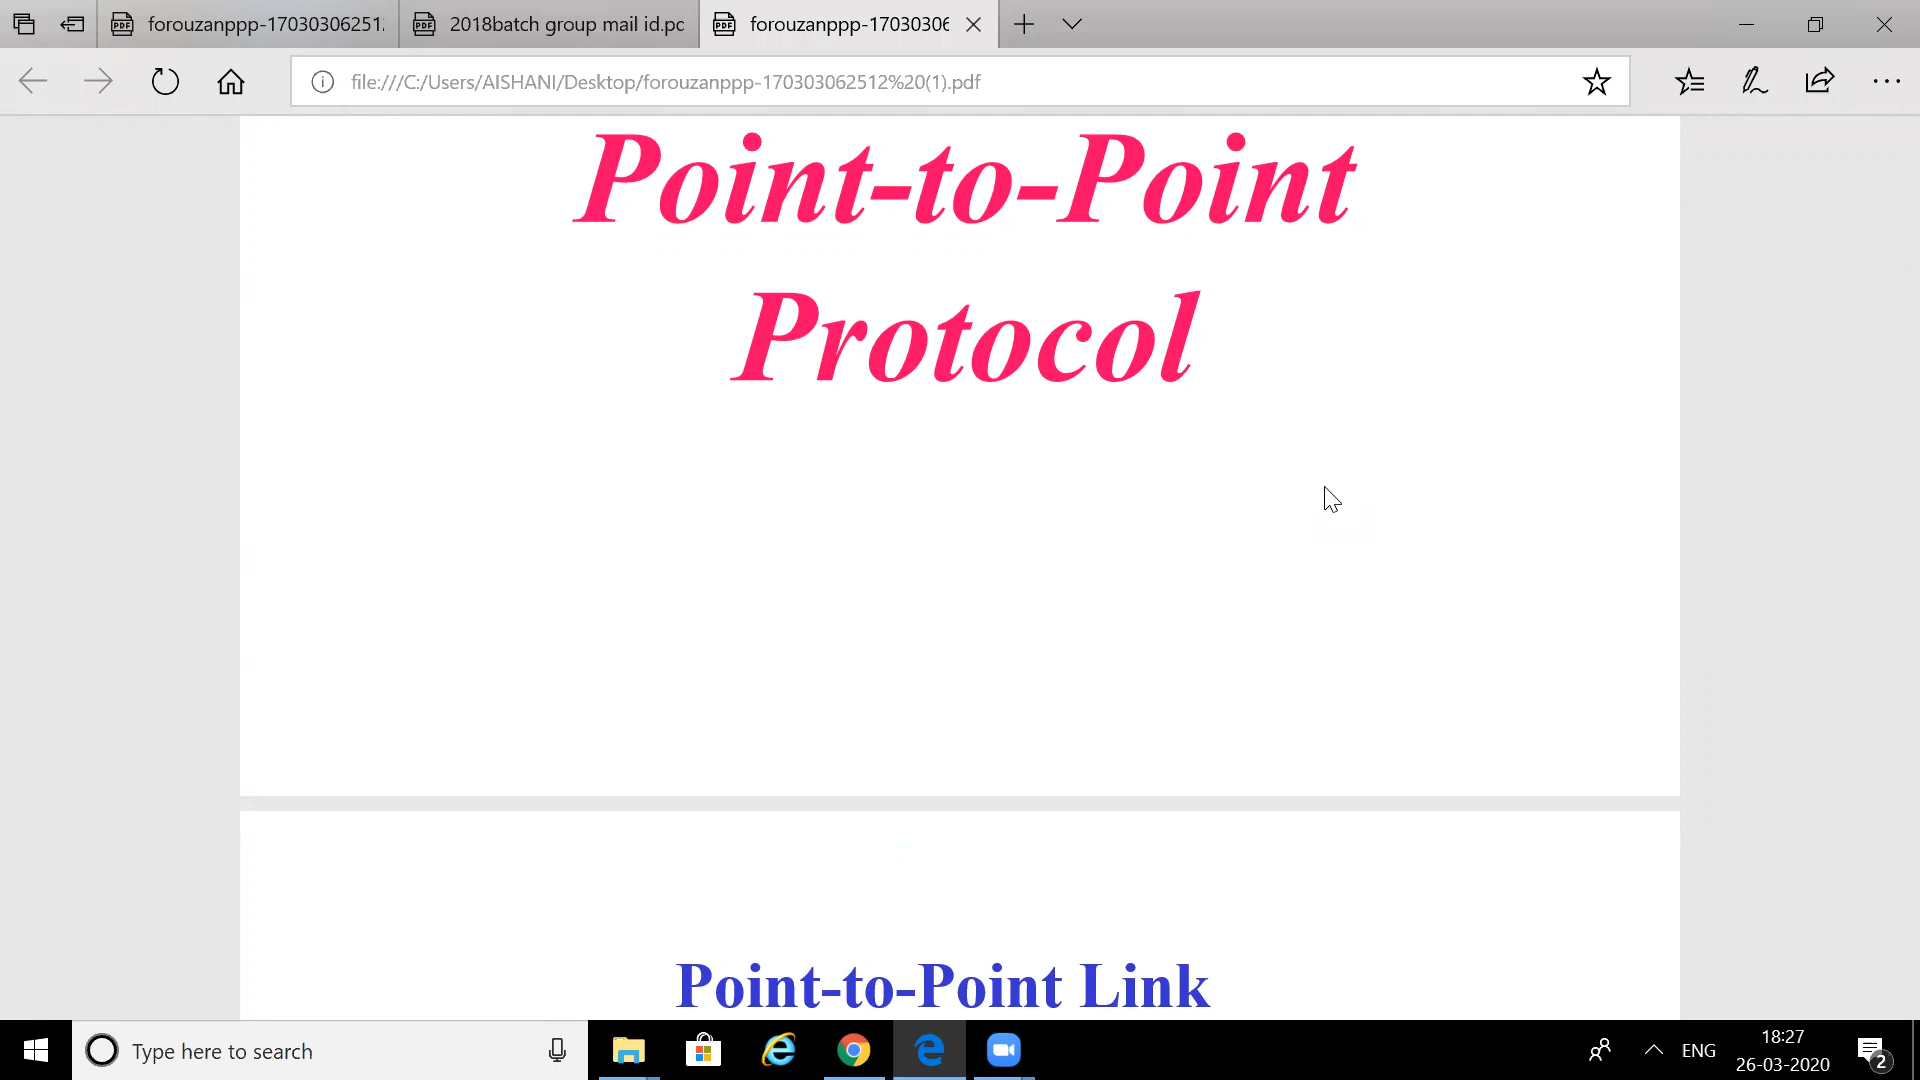 forouzanppp-17030306251
2018batch group mail id.pc
forouzanppp-1703030
file:///C:/Users/AISHANI/Desktop/forouzanppp-170303062512%20(1).pdf
Point-to-Point
Protocol
Point-to-Point Link
Type here to search
ENG
18:27
26-03-2020
2